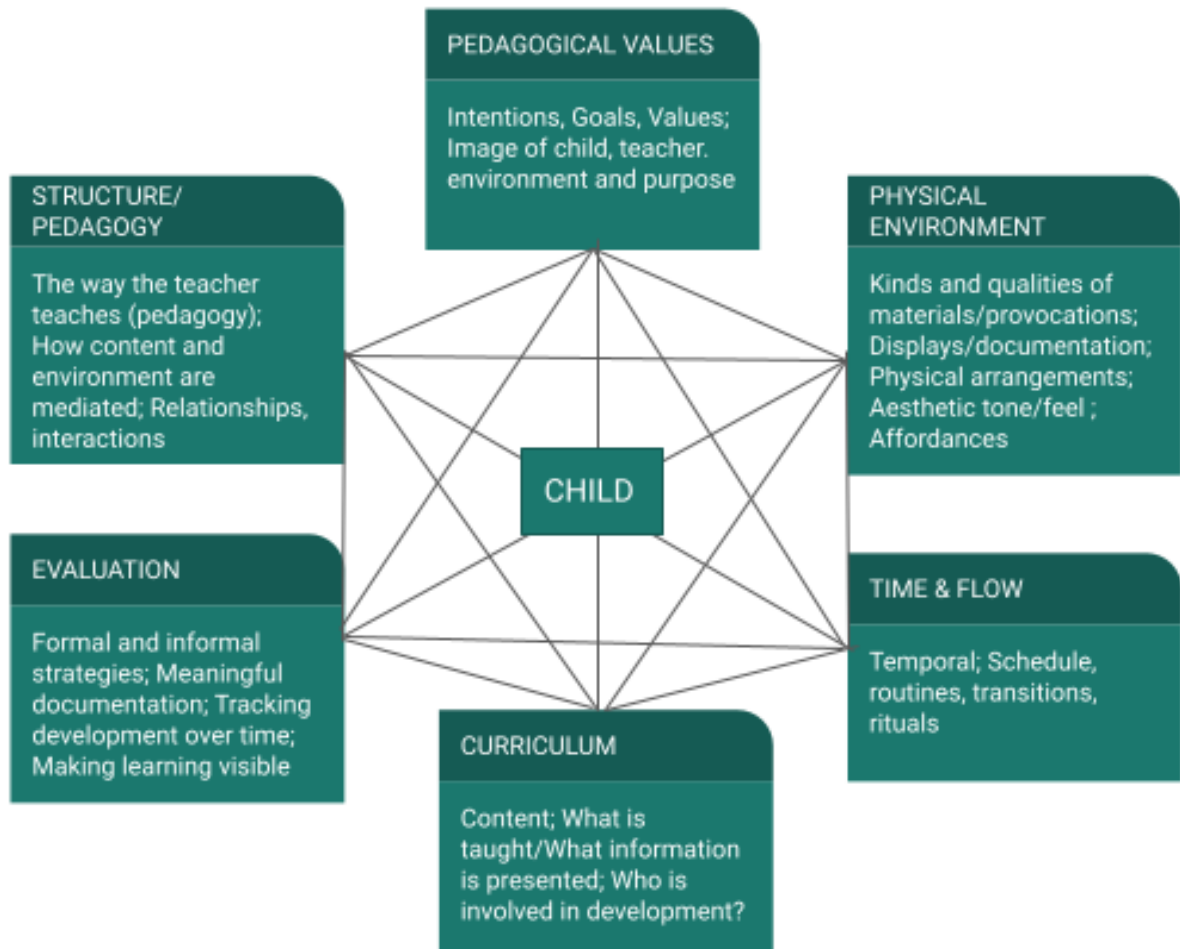 PEDAGOGICAL VALUES
Intentions, Goals, Values;
Image of child, teacher.
environment and purpose
STRUCTURE/
PEDAGOGY
The way the teacher
teaches (pedagogy);
How content and
environment are
mediated; Relationships,
interactions
PHYSICAL
ENVIRONMENT
Kinds and qualities of
materials/provocations;
Displays/documentation;
Physical arrangements;
Aesthetic tone/feel ;
Affordances
CHILD
EVALUATION
Formal and informal
strategies; Meaningful
documentation; Tracking
development over time;
Making learning visible
TIME & FLOW
Temporal; Schedule,
routines, transitions,
rituals
CURRICULUM
Content; What is
taught/What information
is presented; Who is
involved in development?